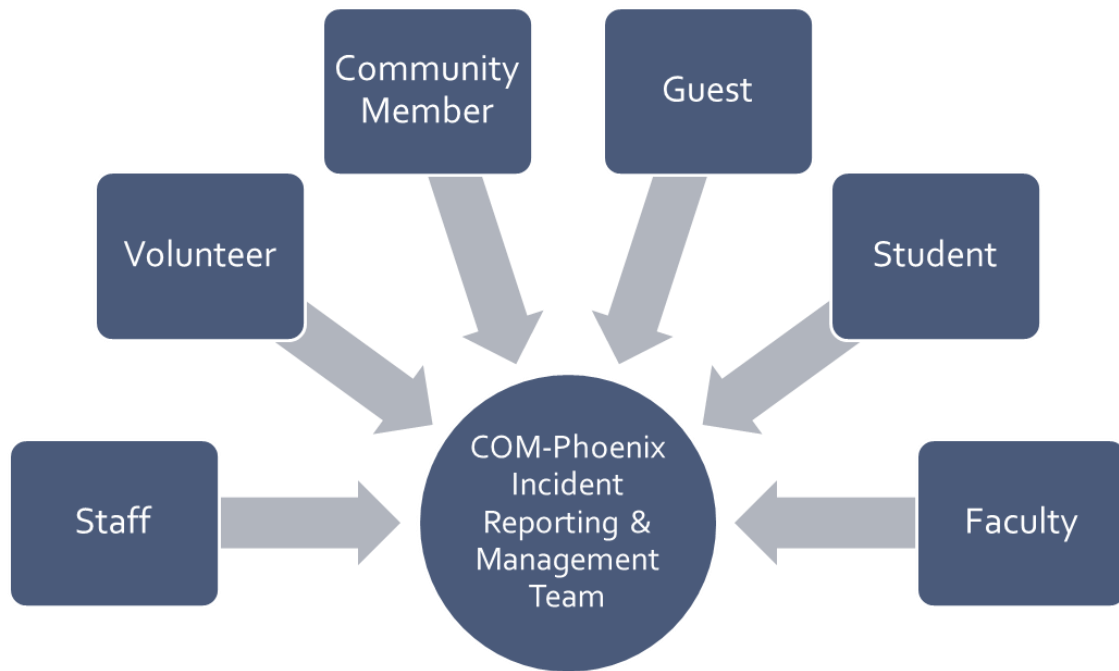 Community
Member
Guest
Volunteer
Student
Staff
COM-Phoenix
Incident
Reporting &
Management
Team
Faculty